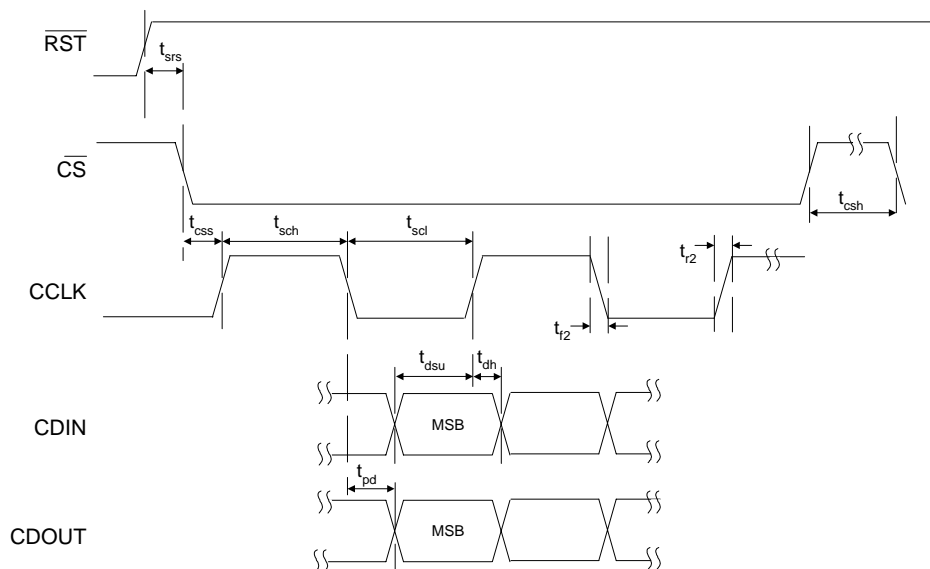 RST
t_srs
CS
t_csh
t_css
t_sch
t_scl
t_r2
CCLK
t_f2
t_dsu
t_dh
CDIN
MSB
t_pd
CDOUT
MSB